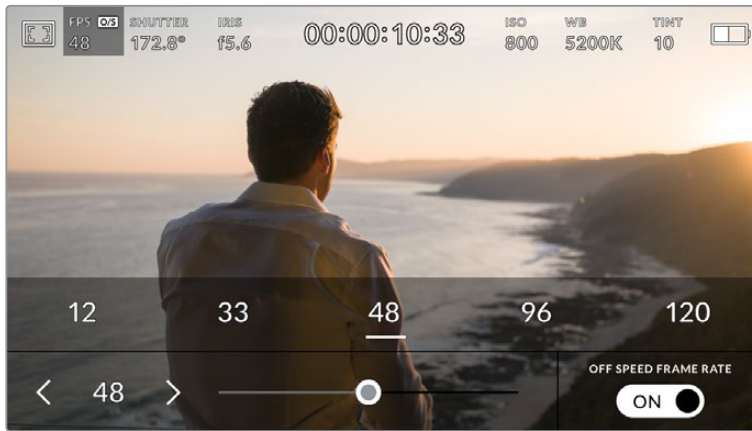 FPS O/S SHUTTER IRIS 00:00:10:33 ISO WB TINT
48 172.8° f5.6 800 5200K 10
12 33 48 96 120
OFF SPEED FRAME RATE
48 ON